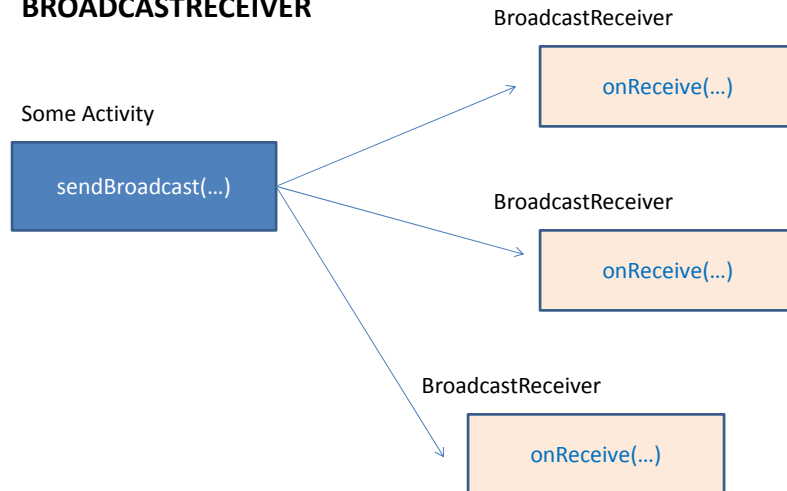 BROADCASTRECEIVER
BroadcastReceiver
onReceive(…)
Some Activity
sendBroadcast(…)
BroadcastReceiver
onReceive(…)
BroadcastReceiver
onReceive(…)